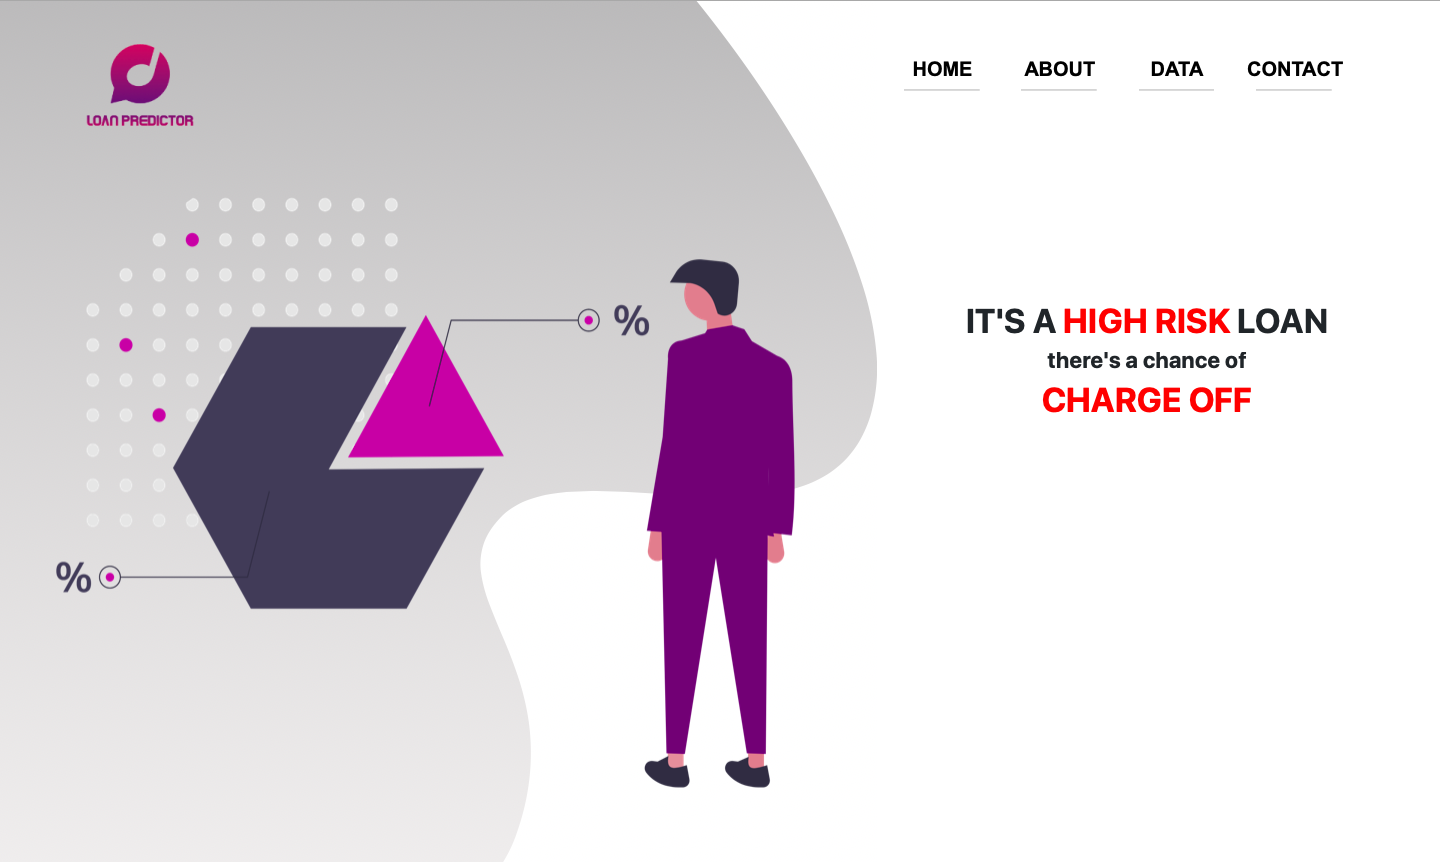 LOAN PREDICTOR
HOME ABOUT DATA CONTACT
%
IT'S A HIGH RISK LOAN
there's a chance of
CHARGE OFF
%